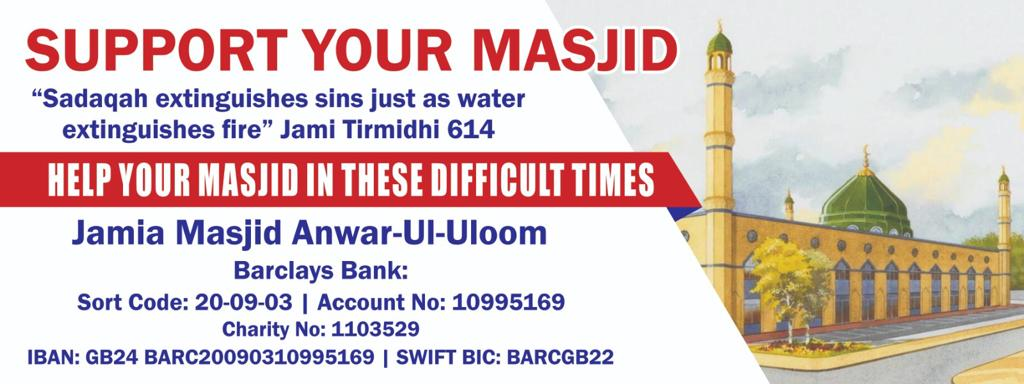 SUPPORT YOUR MASJID
“Sadaqah extinguishes sins just as water
extinguishes fire” Jami Tirmidhi 614
HELP YOUR MASJID IN THESE DIFFICULT TIMES
Jamia Masjid Anwar-Ul-Uloom
Barclays Bank:
Sort Code: 20-09-03 | Account No: 10995169
Charity No: 1103529
IBAN: GB24 BARC20090310995169 | SWIFT BIC: BARCGB22